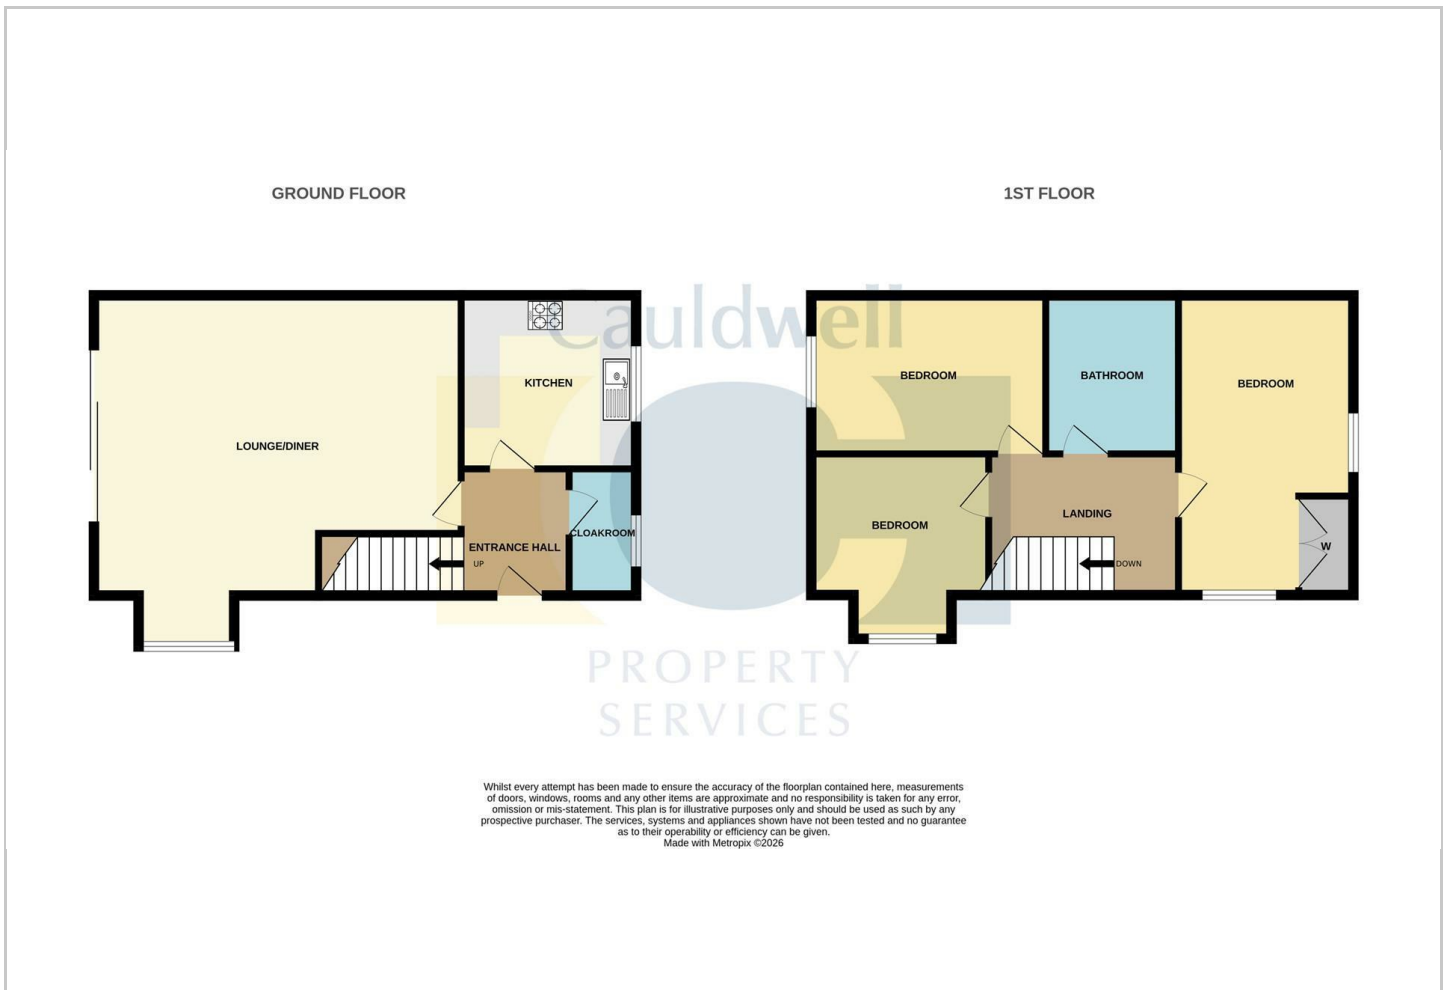 GROUND FLOOR
1ST FLOOR
Cauldwell
KITCHEN
LOUNGE/DINER
CLOAKROOM
ENTRANCE HALL
UP
BEDROOM
BATHROOM
BEDROOM
LANDING
BEDROOM
W
DOWN
PROPERTY
SERVICES
Whilst every attempt has been made to ensure the accuracy of the floorplan contained here, measurements
of doors, windows, rooms and any other items are approximate and no responsibility is taken for any error,
omission or mis-statement. This plan is for illustrative purposes only and should be used as such by any
prospective purchaser. The services, systems and appliances shown have not been tested and no guarantee
as to their operability or efficiency can be given.
Made with Metropix ©2026